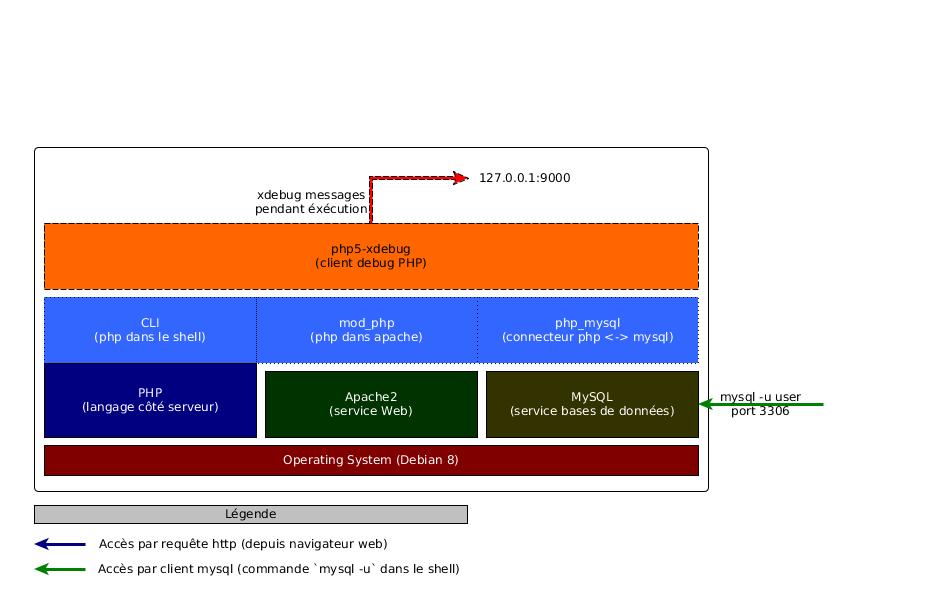 127.0.0.1:9000
xdebug messages
pendant éxécution
php5-xdebug
(client debug PHP)
CLI
(php dans le shell)
mod_php
(php dans apache)
php_mysql
(connecteur php <-> mysql)
PHP
(langage côté serveur)
Apache2
(service Web)
MySQL
(service bases de données)
mysql -u user
port 3306
Operating System (Debian 8)
Légende
Accès par requête http (depuis navigateur web)
Accès par client mysql (commande `mysql -u` dans le shell)